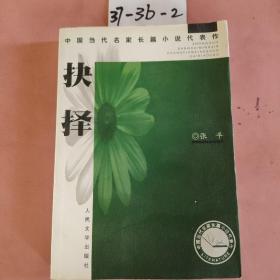 37-3b-2
中国当代名家长篇小说代表作
抉择
◎张平
人民文学出版社